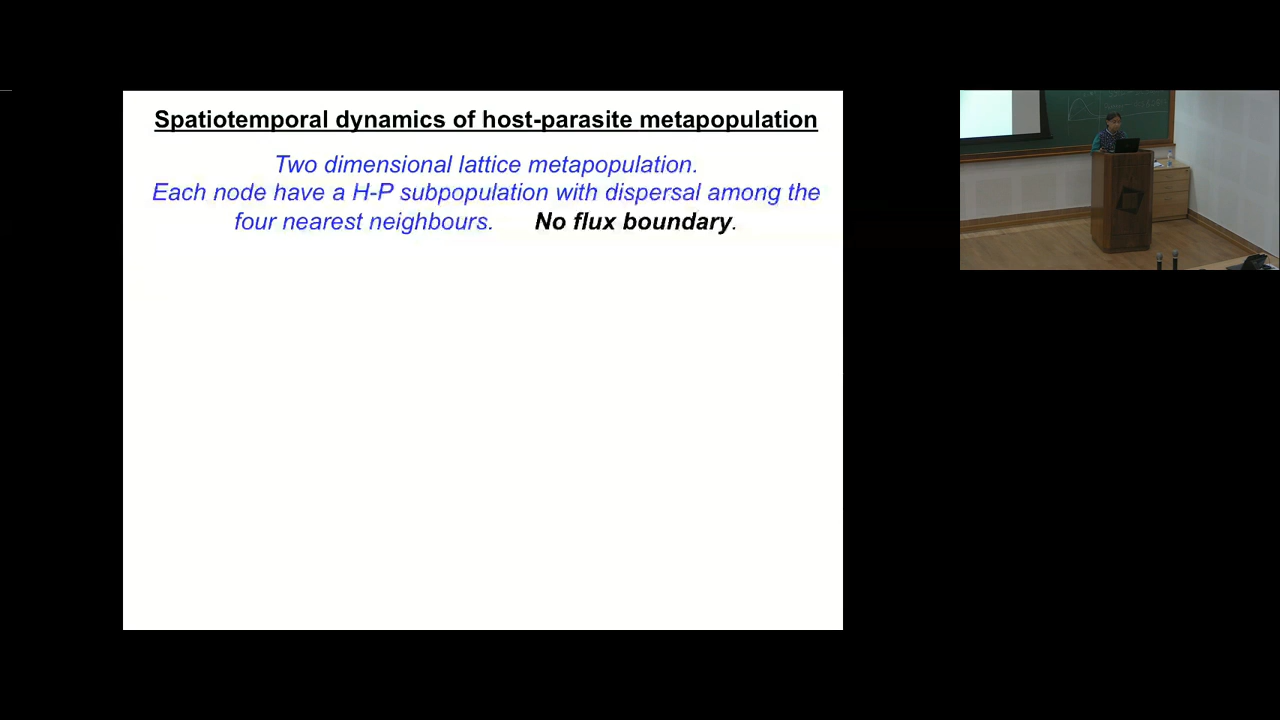 Spatiotemporal dynamics of host-parasite metapopulation
Two dimensional lattice metapopulation.
Each node have a H-P subpopulation with dispersal among the
four nearest neighbours. No flux boundary.